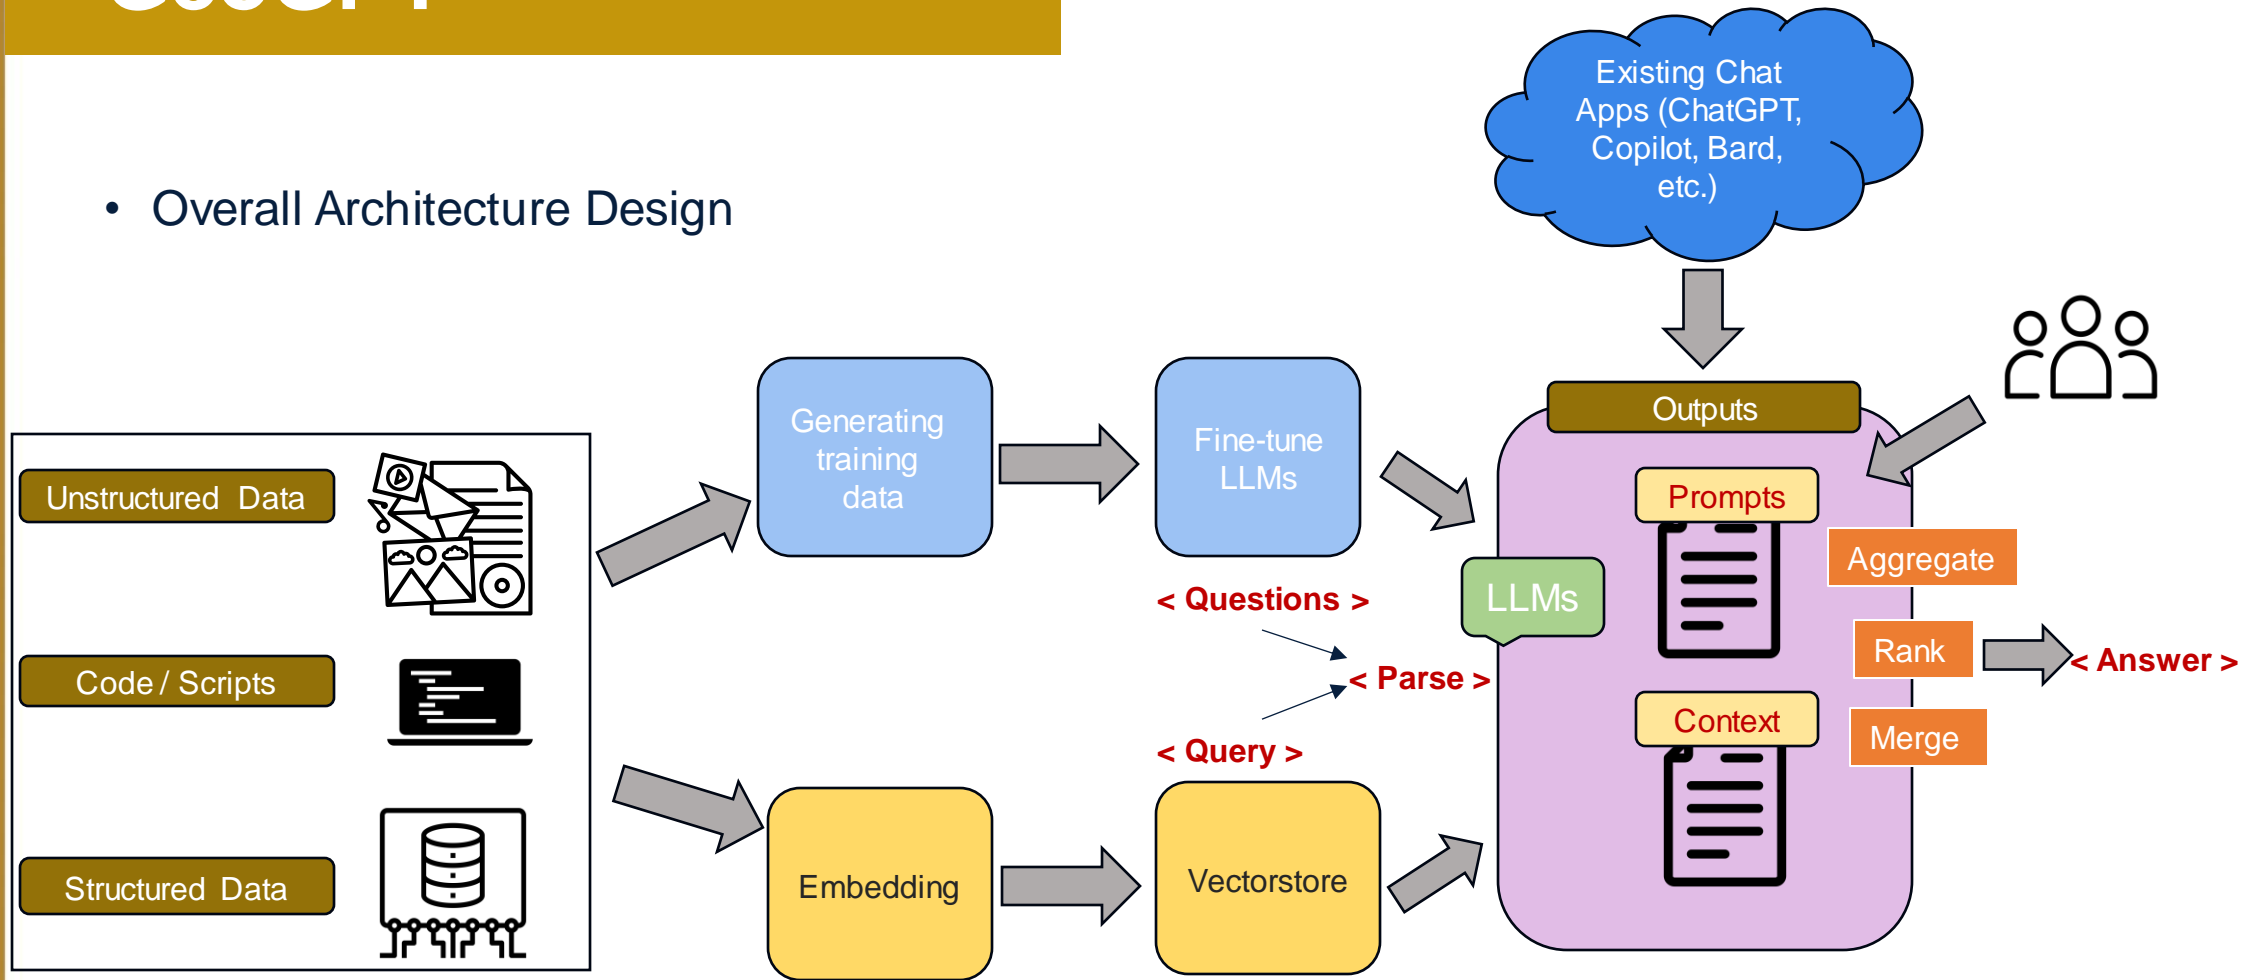 • Overall Architecture Design
Existing Chat
Apps (ChatGPT,
Copilot, Bard,
etc.)
Unstructured Data
Code / Scripts
Structured Data
Generating
training
data
Fine-tune
LLMs
< Questions >
< Parse >
< Query >
Embedding
Vectorstore
Outputs
LLMs
Prompts
Context
Aggregate
Rank
Merge
< Answer >